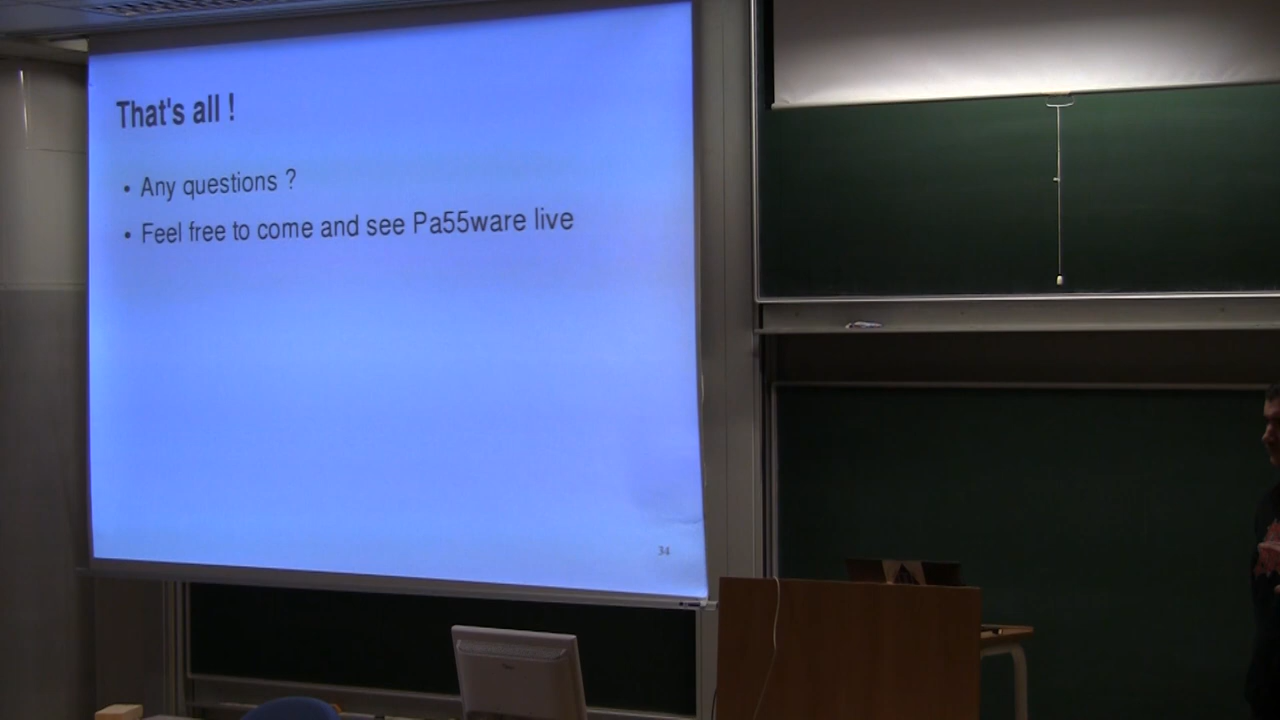 That's all !
• Any questions ?
• Feel free to come and see Pa55ware live
34